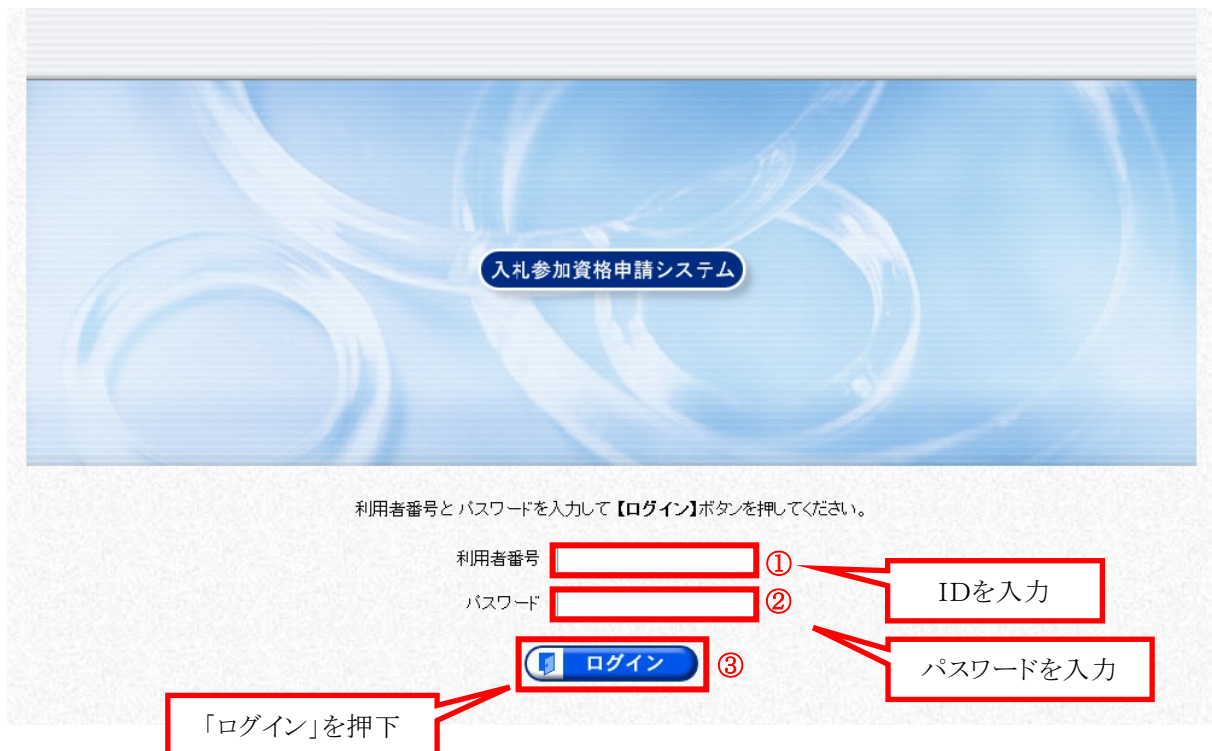 入札参加資格申請システム
利用者番号とパスワードを入力して【ログイン】ボタンを押してください。
利用者番号 ①
IDを入力
パスワード ②
パスワードを入力
ログイン ③
「ログイン」を押下